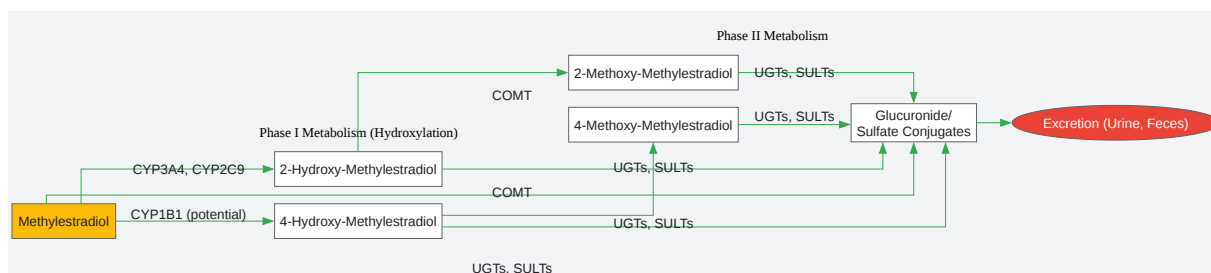 Phase II Metabolism
2-Methoxy-Methylestradiol
UGTs, SULTs
COMT
4-Methoxy-Methylestradiol
UGTs, SULTs
Glucuronide/
Sulfate Conjugates
Excretion (Urine, Feces)
Phase I Metabolism (Hydroxylation)
CYP3A4, CYP2C9
2-Hydroxy-Methylestradiol
UGTs, SULTs
COMT
Methylestradiol
CYP1B1 (potential)
4-Hydroxy-Methylestradiol
UGTs, SULTs
UGTs, SULTs